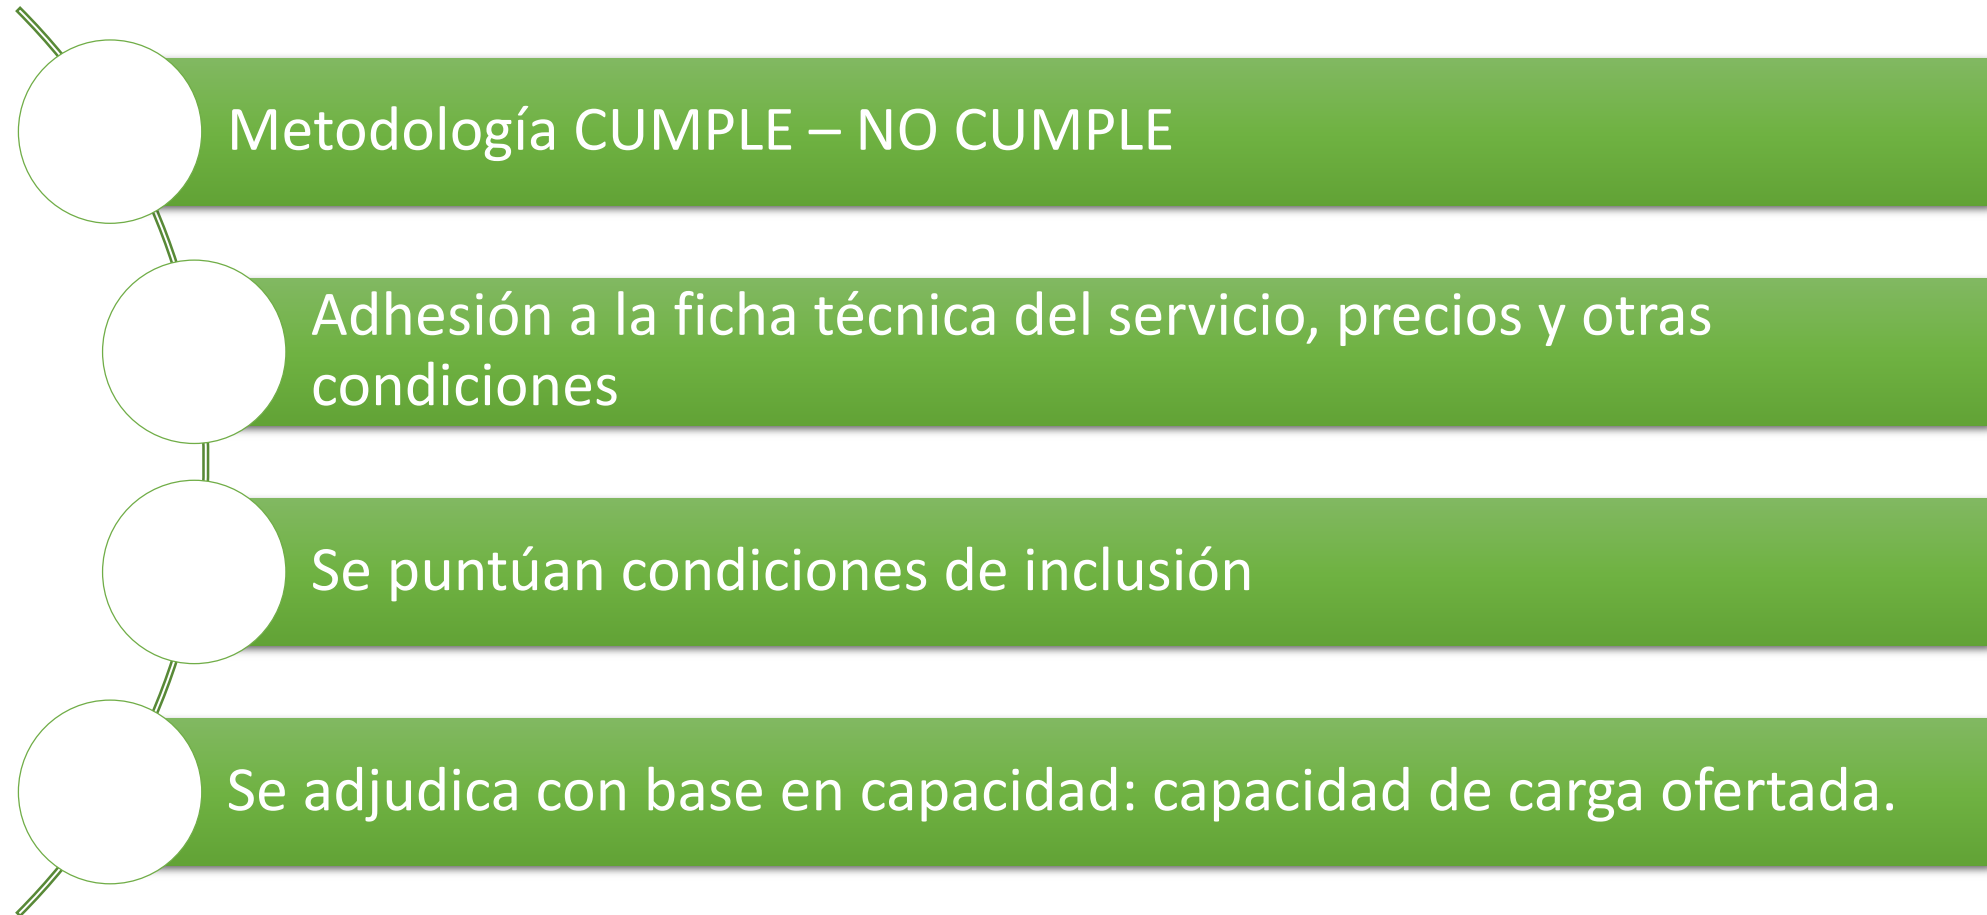 Metodología CUMPLE – NO CUMPLE
Adhesión a la ficha técnica del servicio, precios y otras
condiciones
Se puntúan condiciones de inclusión
Se adjudica con base en capacidad: capacidad de carga ofertada.